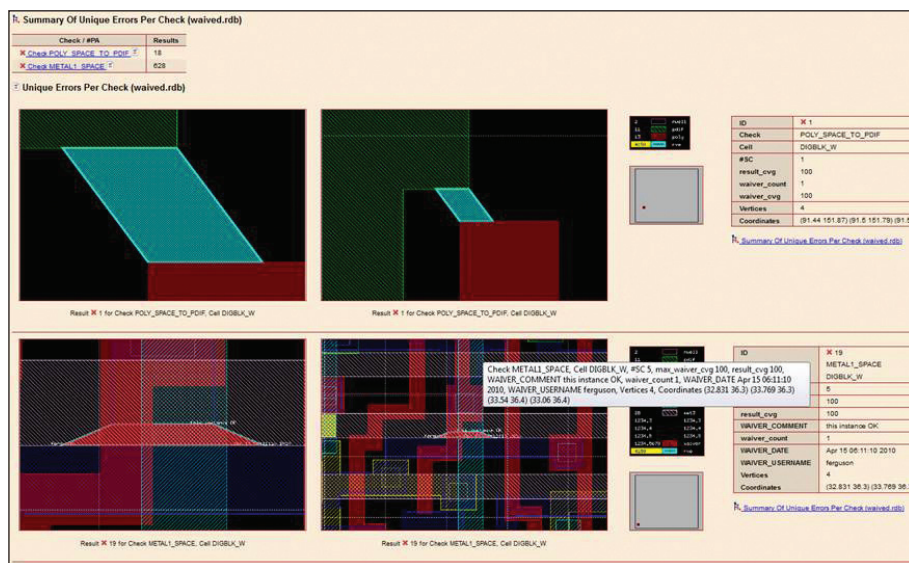 Summary Of Unique Errors Per Check (waived.rdb)
Check / #PA Results
Check POLY_SPACE_TO_PDIF 18
Check METAL1_SPACE 628
Unique Errors Per Check (waived.rdb)
ID 1
Check POLY_SPACE_TO_PDIF
Cell DIGBLK_W
#SC 1
result_cvg 100
waiver_count 1
waiver_cvg 100
Vertices 4
Coordinates (91.44 151.87) (91.5 151.79) (91.5
Summary Of Unique Errors Per Check (waived.rdb)
Result 1 for Check POLY_SPACE_TO_PDIF, Cell DIGBLK_W
Result 1 for Check POLY_SPACE_TO_PDIF, Cell DIGBLK_W
Check METAL1_SPACE, Cell DIGBLK_W, #SC 5, max_waiver_cvg 100, result_cvg 100,
WAIVER_COMMENT this instance OK, waiver_count 1, WAIVER_DATE Apr 15 06:11:10
2010, WAIVER_USERNAME ferguson, Vertices 4, Coordinates (32.831 36.3) (33.769 36.3)
(33.54 36.4) (33.06 36.4)
ID 19
METAL1_SPACE
DIGBLK_W
5
100
result_cvg 100
WAIVER_COMMENT this instance OK
waiver_count 1
WAIVER_DATE Apr 15 06:11:10 2010
WAIVER_USERNAME ferguson
Vertices 4
Coordinates (32.831 36.3) (33.769 36.
Summary Of Unique Errors Per Check (waived.rdb)
Result 19 for Check METAL1_SPACE, Cell DIGBLK_W
Result 19 for Check METAL1_SPACE, Cell DIGBLK_W